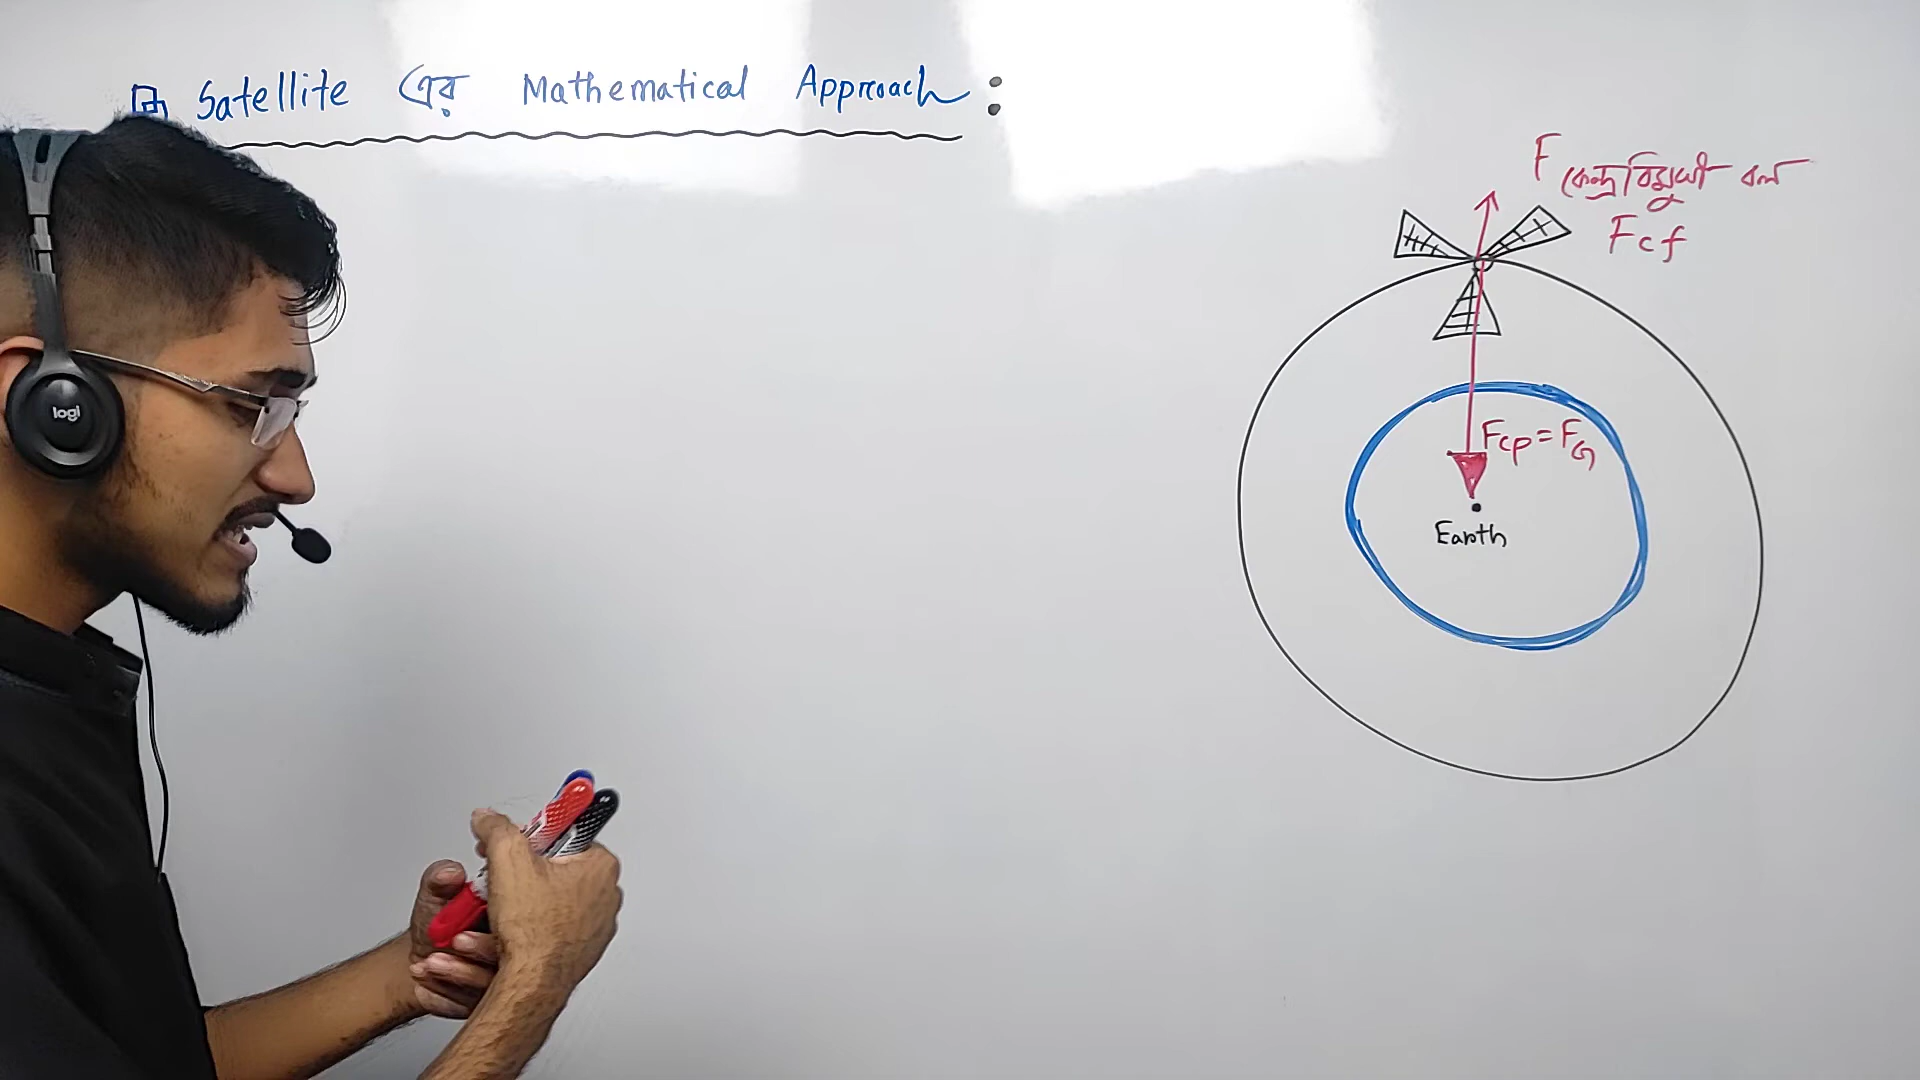 Satellite এর Mathematical Approach :
F কেন্দ্রবিমুখী বল
Fcf
Fcp = FG
Earth
logi